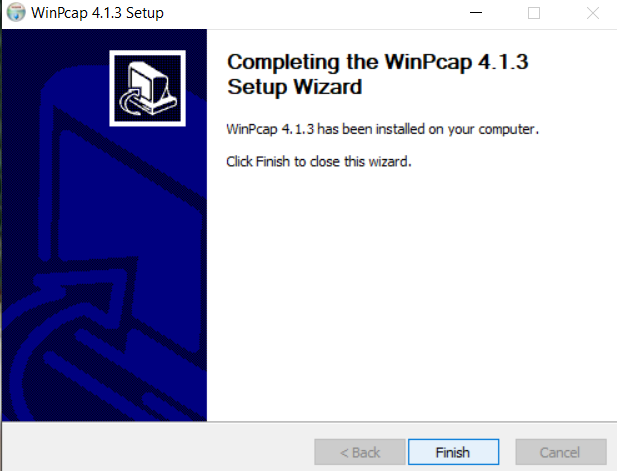 WinPcap 4.1.3 Setup
Completing the WinPcap 4.1.3
Setup Wizard
WinPcap 4.1.3 has been installed on your computer.
Click Finish to close this wizard.
< Back
Finish
Cancel